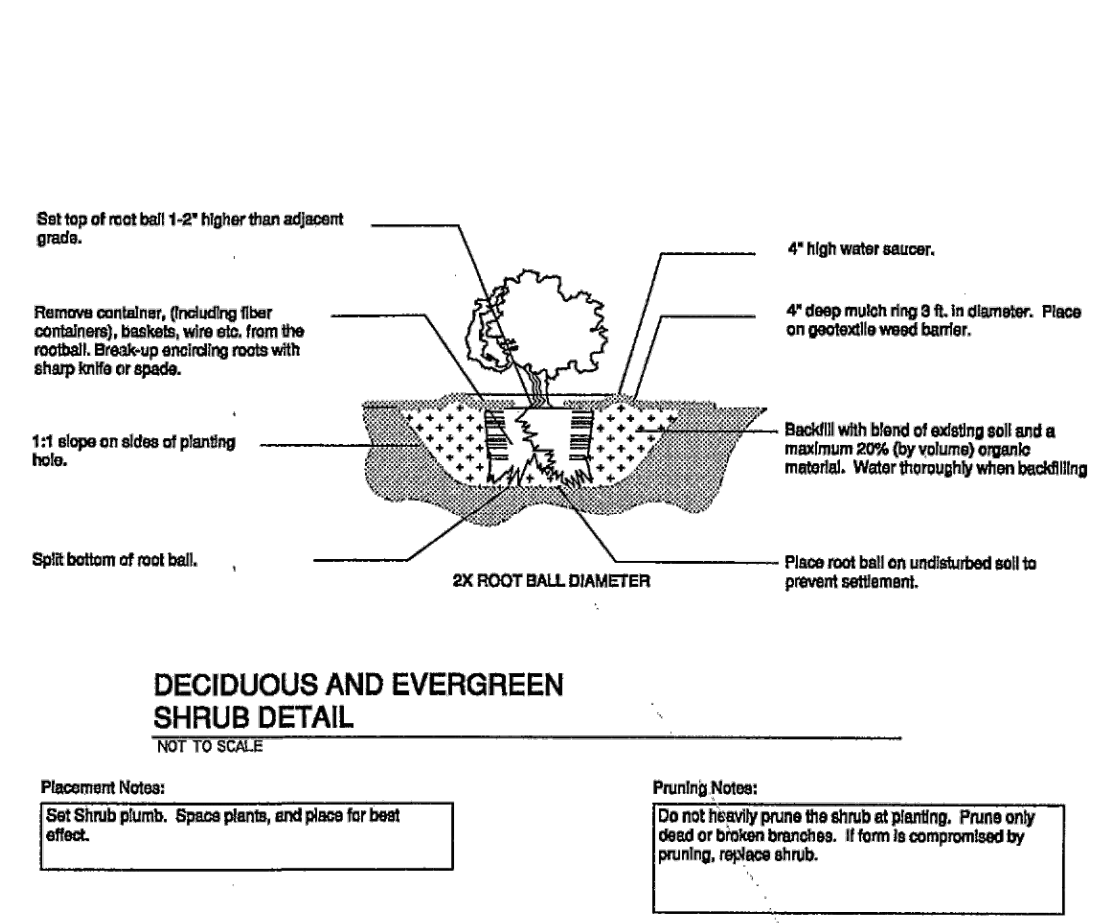 Set top of root ball 1-2" higher than adjacent
grade.
4" high water saucer.
Remove container, (including fiber
containers), baskets, wire etc. from the
rootball. Break-up encircling roots with
sharp knife or spade.
4" deep mulch ring 3 ft. in diameter. Place
on geotextile weed barrier.
1:1 slope on sides of planting
hole.
Backfill with blend of existing soil and a
maximum 20% (by volume) organic
material. Water thoroughly when backfilling
Split bottom of root ball.
Place root ball on undisturbed soil to
prevent settlement.
2X ROOT BALL DIAMETER
DECIDUOUS AND EVERGREEN
SHRUB DETAIL
NOT TO SCALE
Placement Notes:
Set Shrub plumb. Space plants, and place for best
effect.
Pruning Notes:
Do not heavily prune the shrub at planting. Prune only
dead or broken branches. If form is compromised by
pruning, replace shrub.